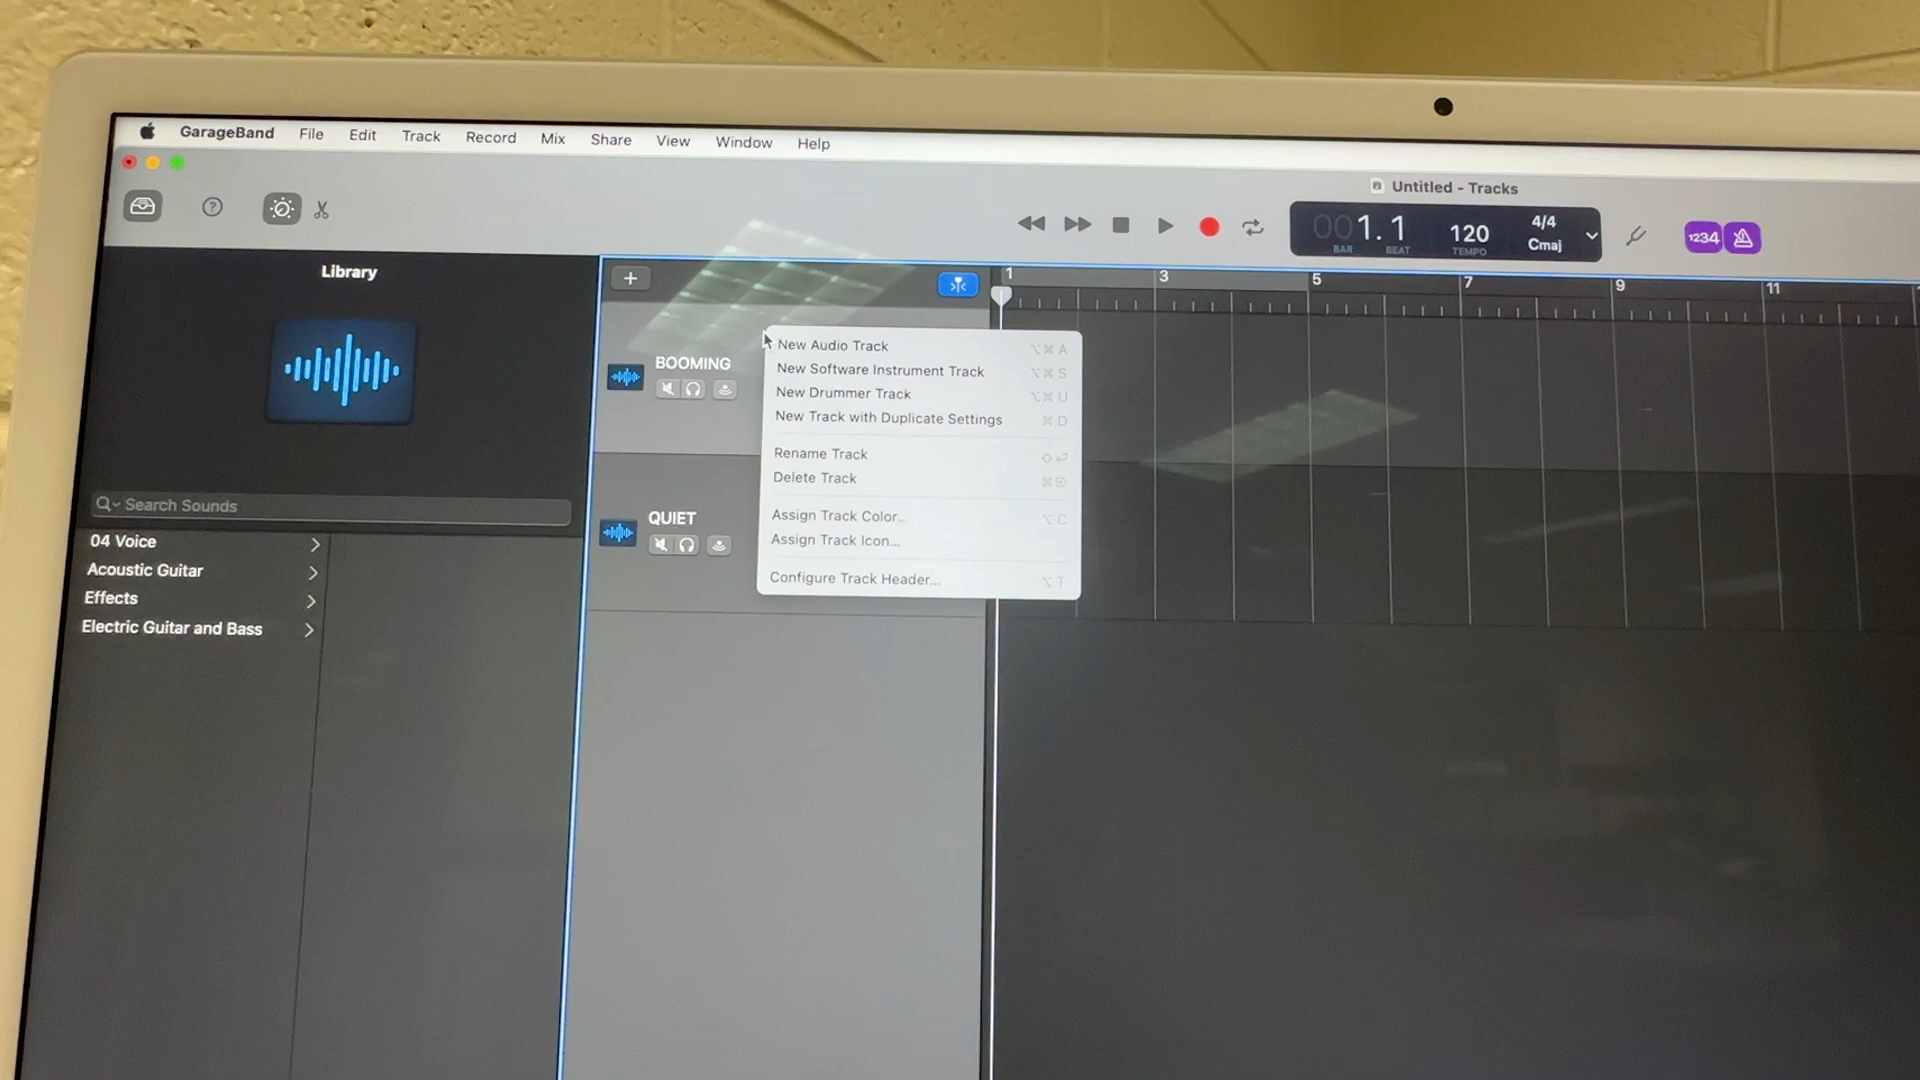 GarageBand File Edit Track Record Mix Share View Window Help
Untitled - Tracks
001.1 120 4/4
Cmaj
BAR BEAT TEMPO
1234
Library
1 3 5 7 9 11
BOOMING
New Audio Track ⌥⌘A
New Software Instrument Track ⌥⌘S
New Drummer Track ⌥⌘U
New Track with Duplicate Settings ⌘D
Rename Track ⇧↩
Delete Track ⌘⌦
Assign Track Color... ⌥C
Assign Track Icon...
Configure Track Header... ⌥T
QUIET
Search Sounds
04 Voice
Acoustic Guitar
Effects
Electric Guitar and Bass